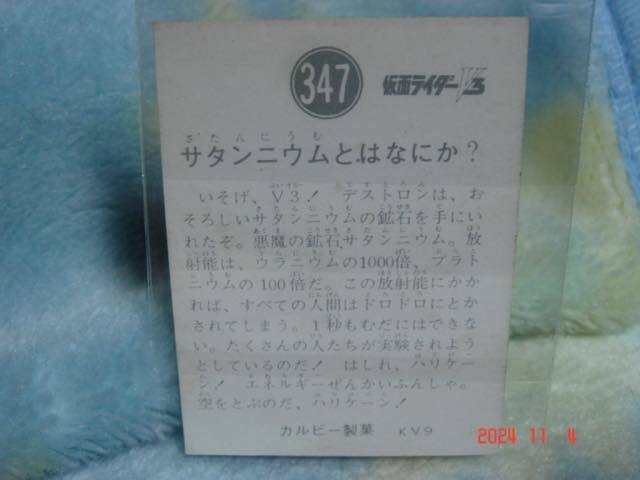 347 仮面ライダーV3
サタンニウムとはなにか?
いそげ、V3! デストロンは、お
そろしいサタンニウムの鉱石を手にい
れたぞ。悪魔の鉱石サタンニウム。放
射能は、ウラニウムの1000倍、プラト
ニウムの100倍だ。この放射能にかか
れば、すべての人間はドロドロにとか
されてしまう。1秒もむだにはできな
い。たくさんの人たちが実験されよう
としているのだ! はしれ、ハリケー
ン! エネルギーぜんかいふんしゃ。
空をとぶのだ、ハリケーン!
カルビー製菓 KV9
2024 11 4